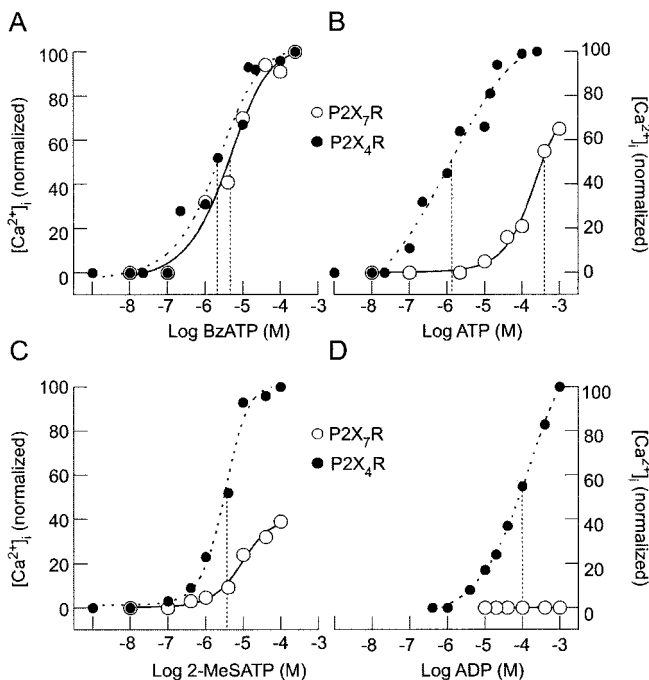 A
B
100
80
60
40
20
0
[Ca²⁺]ᵢ (normalized)
P2X₇R
P2X₄R
+
100
80
60
40
20
0
[Ca²⁺]ᵢ (normalized)
-8 -7 -6 -5 -4 -3
Log BzATP (M)
-8 -7 -6 -5 -4 -3
Log ATP (M)
C
D
100
80
60
40
20
0
[Ca²⁺]ᵢ (normalized)
P2X₇R
P2X₄R
100
80
60
40
20
0
[Ca²⁺]ᵢ (normalized)
-8 -7 -6 -5 -4 -3
Log 2-MeSATP (M)
-8 -7 -6 -5 -4 -3
Log ADP (M)